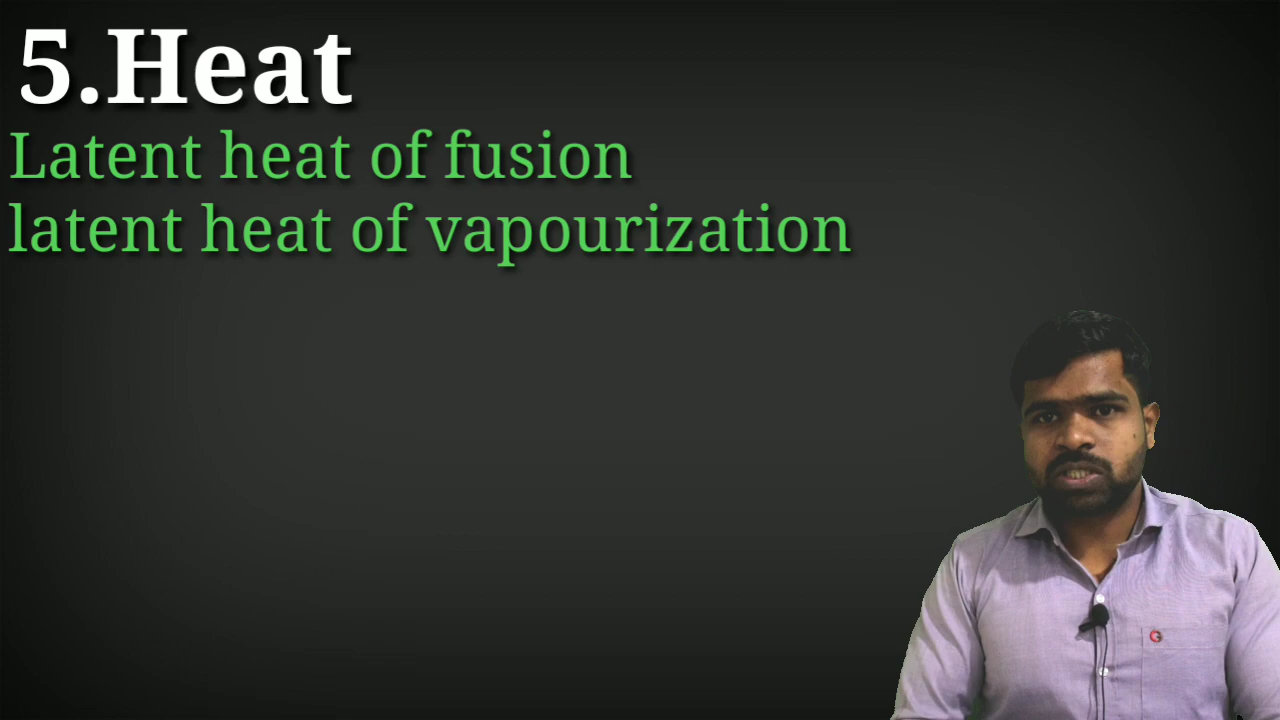 5.Heat
Latent heat of fusion
latent heat of vapourization